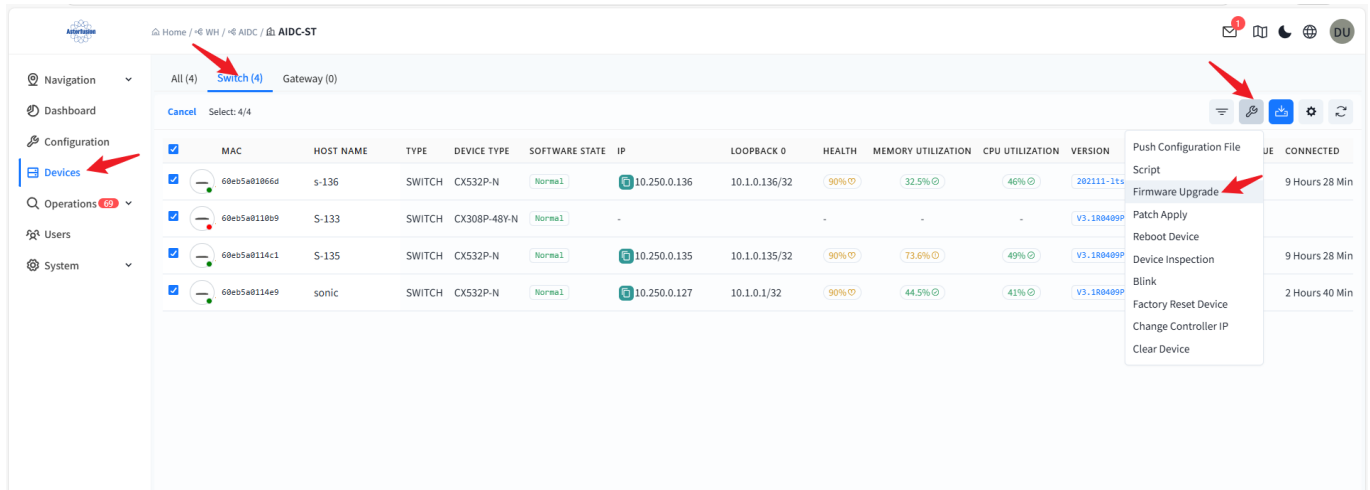 Asterfusion
Home / WH / AIDC / AIDC-ST
1
DU
Navigation
Dashboard
Configuration
Devices
Operations 69
Users
System
All (4) Switch (4) Gateway (0)
Cancel Select: 4/4
MAC HOST NAME TYPE DEVICE TYPE SOFTWARE STATE IP LOOPBACK 0 HEALTH MEMORY UTILIZATION CPU UTILIZATION VERSION UE CONNECTED
60eb5a01066d s-136 SWITCH CX532P-N Normal 10.250.0.136 10.1.0.136/32 90% 32.5% 46% 202111-lts 9 Hours 28 Min
60eb5a0110b9 S-133 SWITCH CX308P-48Y-N Normal - - - - V3.1R0409P
60eb5a0114c1 S-135 SWITCH CX532P-N Normal 10.250.0.135 10.1.0.135/32 90% 73.6% 49% V3.1R0409P 9 Hours 28 Min
60eb5a0114e9 sonic SWITCH CX532P-N Normal 10.250.0.127 10.1.0.1/32 90% 44.5% 41% V3.1R0409P 2 Hours 40 Min
Push Configuration File
Script
Firmware Upgrade
Patch Apply
Reboot Device
Device Inspection
Blink
Factory Reset Device
Change Controller IP
Clear Device